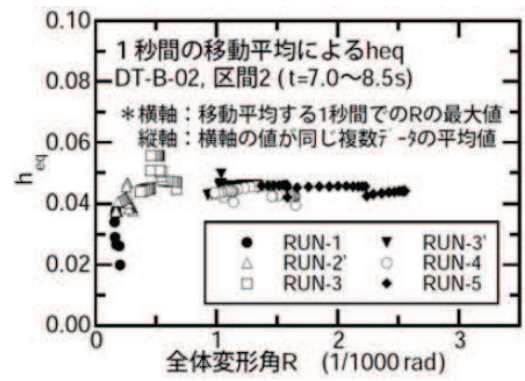 0.10
1秒間の移動平均によるheq
DT-B-02, 区間2 (t=7.0〜8.5s)
0.08
*横軸：移動平均する1秒間でのRの最大値
縦軸：横軸の値が同じ複数データの平均値
0.06
heq
0.04
0.02
0.00
RUN-1
RUN-2'
RUN-3
RUN-3'
RUN-4
RUN-5
0 1 2 3
全体変形角R (1/1000 rad)